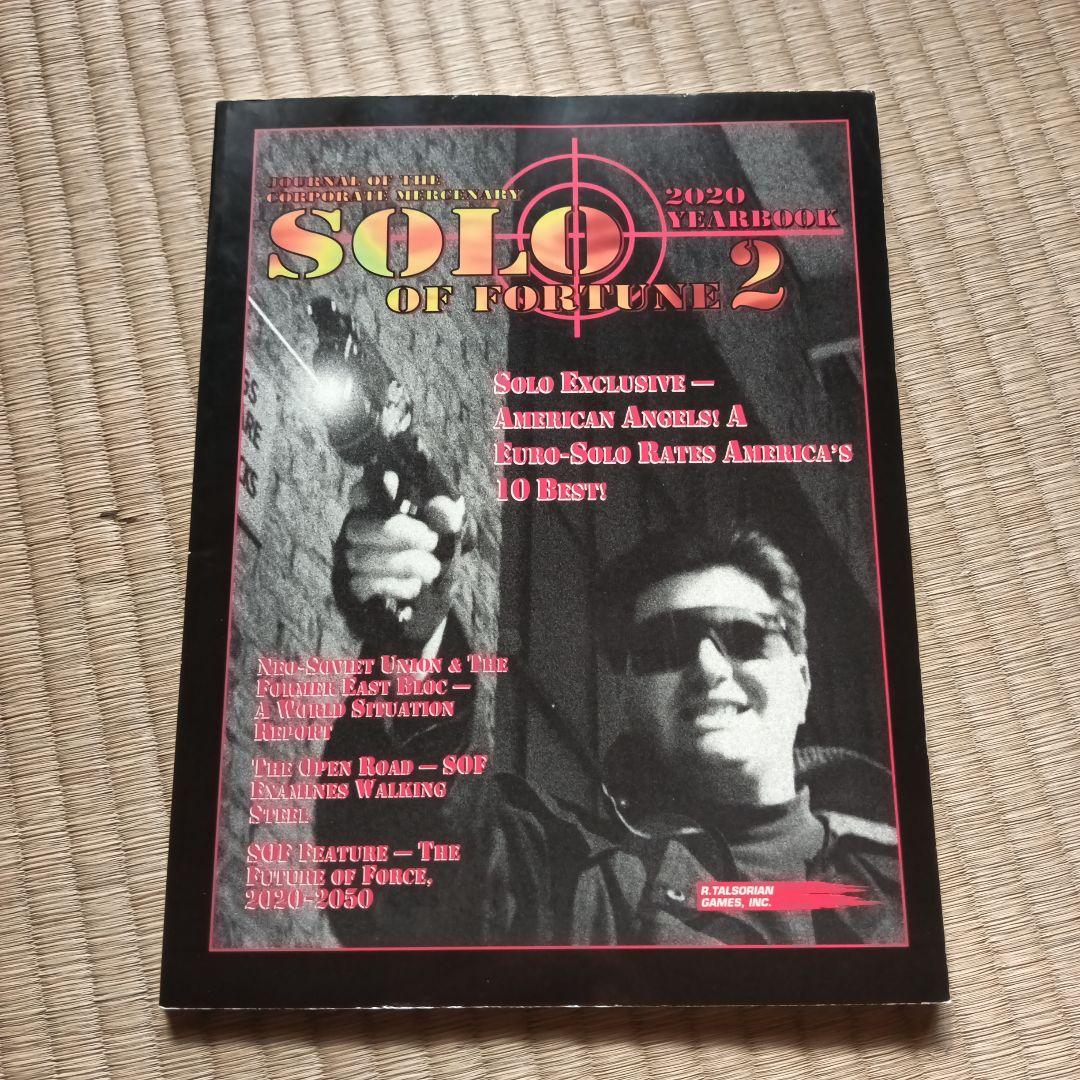 JOURNAL OF THE
CORPORATE MERCENARY
SOLO
OF FORTUNE 2
2020
YEARBOOK
SOLO EXCLUSIVE —
AMERICAN ANGELS! A
EURO-SOLO RATES AMERICA'S
10 BEST!
NEO-SOVIET UNION & THE
FORMER EAST BLOC —
A WORLD SITUATION
REPORT
THE OPEN ROAD — SOF
EXAMINES WALKING
STEEL
SOF FEATURE — THE
FUTURE OF FORCE,
2020-2050
R.TALSORIAN
GAMES, INC.